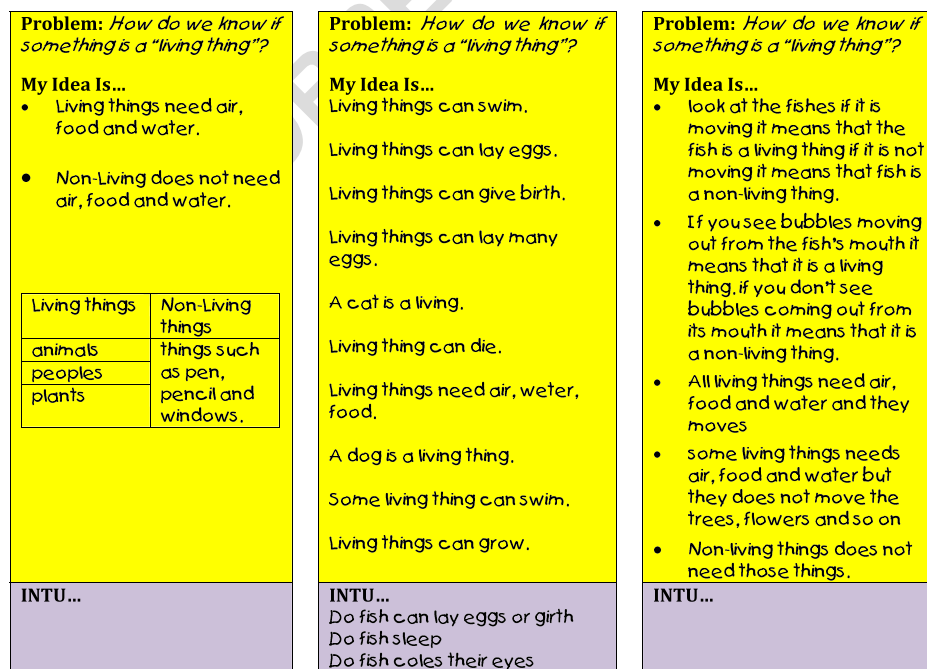 Problem: How do we know if
something is a “living thing”?
My Idea Is…
• Living things need air,
food and water.
• Non-Living does not need
air, food and water.
Living things Non-Living
things
animals things such
peoples as pen,
plants pencil and
windows.
INTU…
Problem: How do we know if
something is a “living thing”?
My Idea Is…
Living things can swim.
Living things can lay eggs.
Living things can give birth.
Living things can lay many
eggs.
A cat is a living.
Living thing can die.
Living things need air, weter,
food.
A dog is a living thing.
Some living thing can swim.
Living things can grow.
INTU…
Do fish can lay eggs or girth
Do fish sleep
Do fish coles their eyes
Problem: How do we know if
something is a “living thing”?
My Idea Is…
• look at the fishes if it is
moving it means that the
fish is a living thing if it is not
moving it means that fish is
a non-living thing.
• If you see bubbles moving
out from the fish's mouth it
means that it is a living
thing. if you don't see
bubbles coming out from
its mouth it means that it is
a non-living thing.
• All living things need air,
food and water and they
moves
• some living things needs
air, food and water but
they does not move the
trees, flowers and so on
• Non-living things does not
need those things.
INTU…